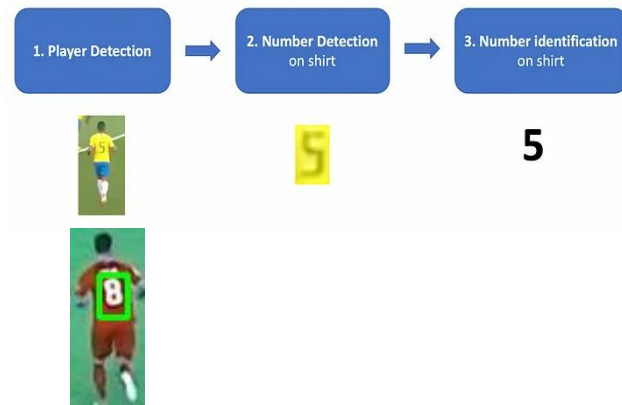 1. Player Detection
2. Number Detection
on shirt
3. Number identification
on shirt
5
5
5
8